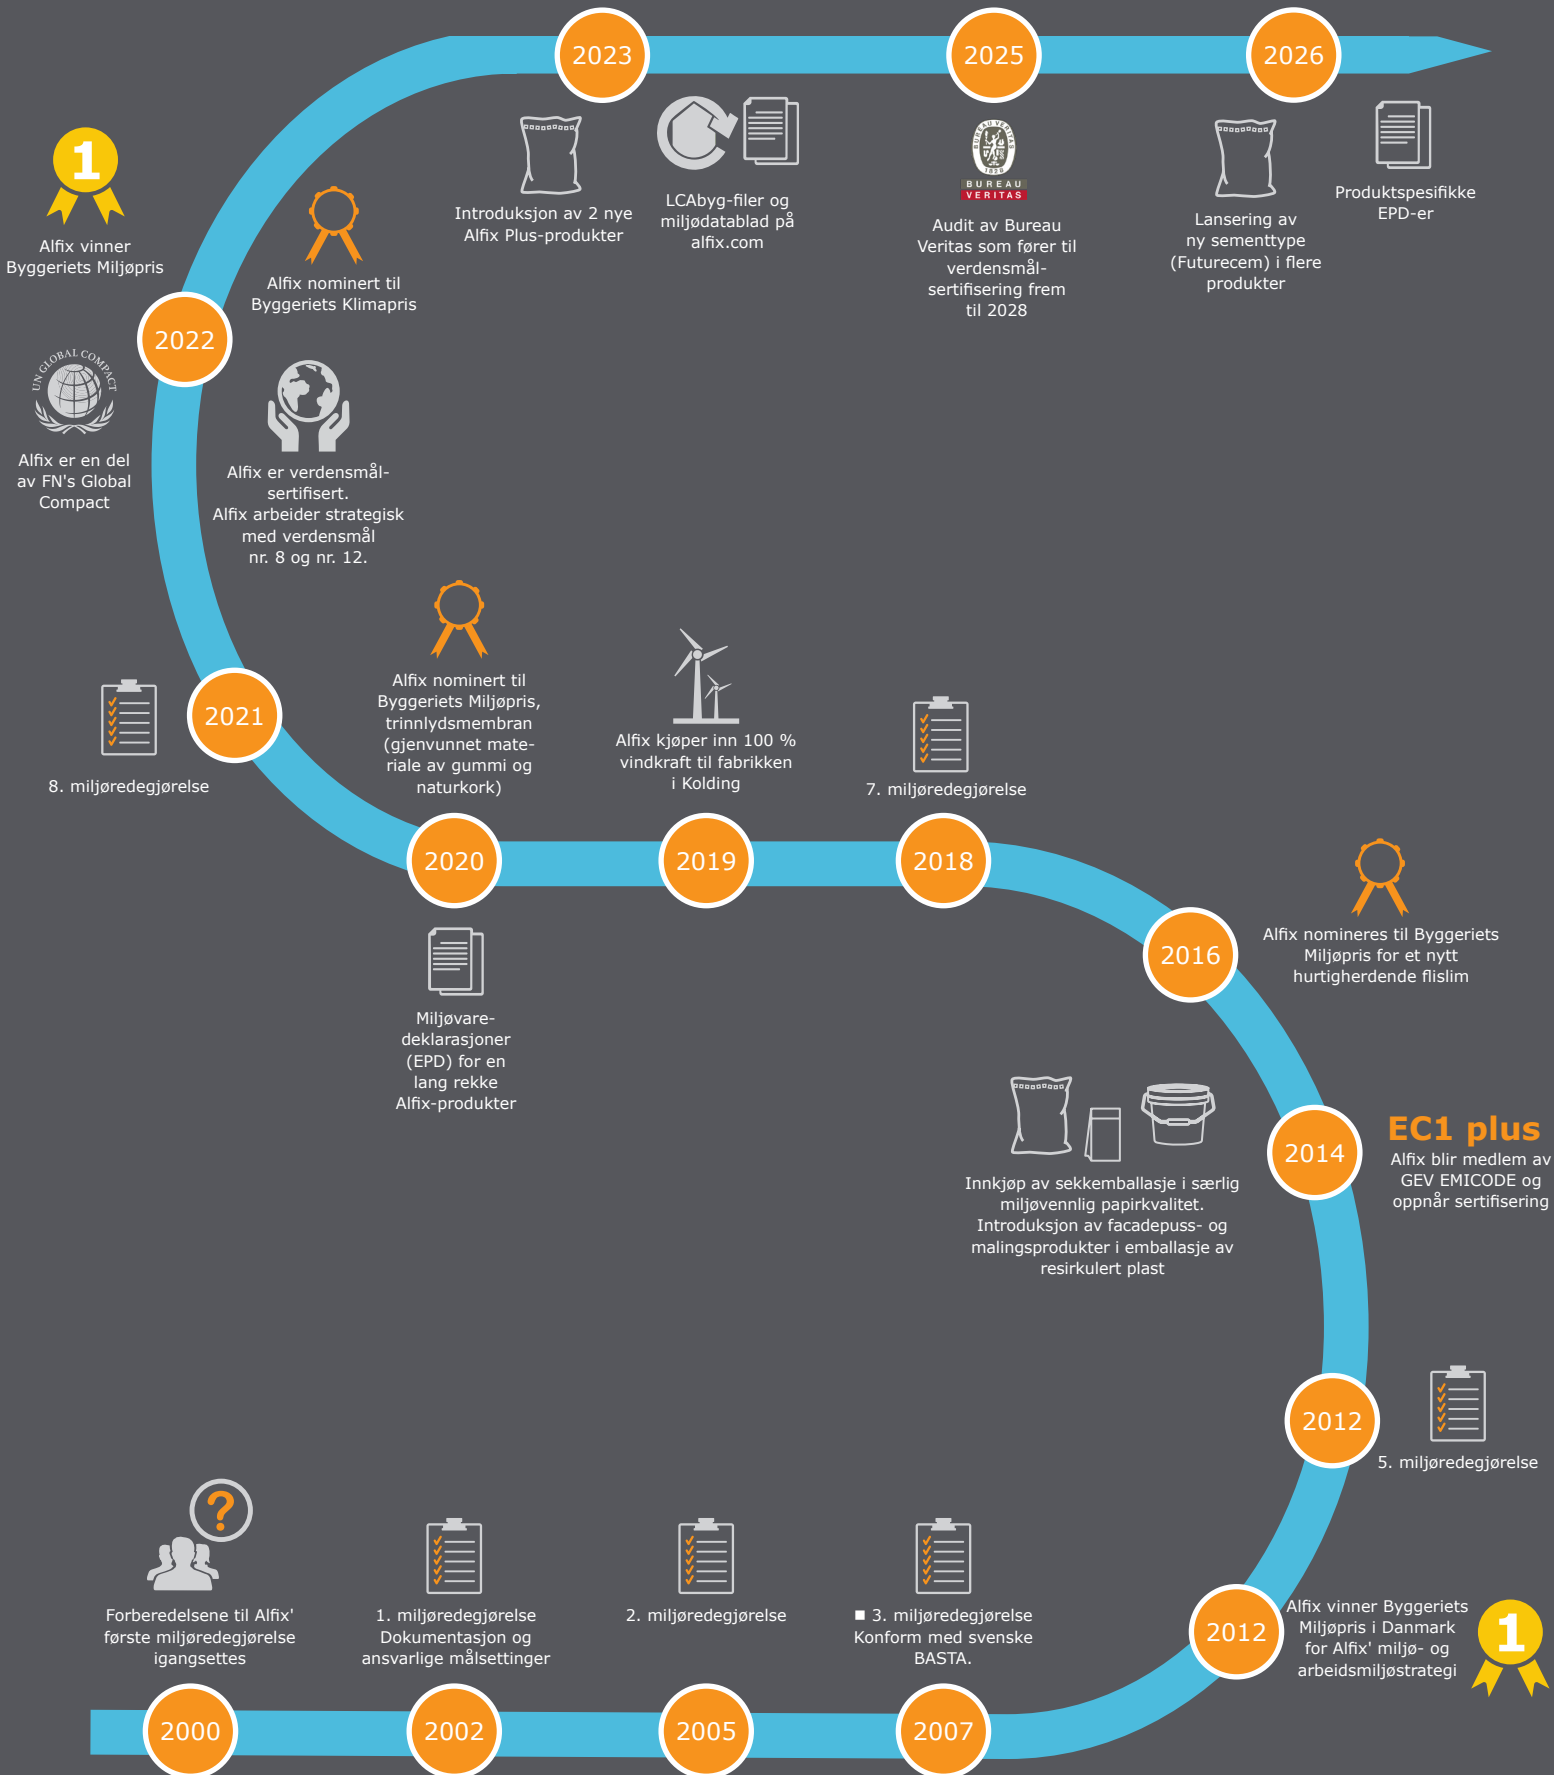 2023
2025
2026
1
Alfix vinner
Byggeriets Miljøpris
Alfix nominert til
Byggeriets Klimapris
Introduksjon av 2 nye
Alfix Plus-produkter
LCAbyg-filer og
miljødatablad på
alfix.com
BUREAU VERITAS
1828
BUREAU
VERITAS
Audit av Bureau
Veritas som fører til
verdensmål-
sertifisering frem
til 2028
Lansering av
ny sementtype
(Futurecem) i flere
produkter
Produktspesifikke
EPD-er
2022
UN GLOBAL COMPACT
Alfix er en del
av FN's Global
Compact
Alfix er verdensmål-
sertifisert.
Alfix arbeider strategisk
med verdensmål
nr. 8 og nr. 12.
2021
8. miljøredegjørelse
Alfix nominert til
Byggeriets Miljøpris,
trinnlydsmembran
(gjenvunnet mate-
riale av gummi og
naturkork)
Alfix kjøper inn 100 %
vindkraft til fabrikken
i Kolding
7. miljøredegjørelse
2020
2019
2018
Miljøvare-
deklarasjoner
(EPD) for en
lang rekke
Alfix-produkter
2016
Alfix nomineres til Byggeriets
Miljøpris for et nytt
hurtigherdende flislim
Innkjøp av sekkemballasje i særlig
miljøvennlig papirkvalitet.
Introduksjon av facadepuss- og
malingsprodukter i emballasje av
resirkulert plast
2014
EC1 plus
Alfix blir medlem av
GEV EMICODE og
oppnår sertifisering
2012
5. miljøredegjørelse
?
Forberedelsene til Alfix'
første miljøredegjørelse
igangsettes
1. miljøredegjørelse
Dokumentasjon og
ansvarlige målsettinger
2. miljøredegjørelse
■ 3. miljøredegjørelse
Konform med svenske
BASTA.
2012
Alfix vinner Byggeriets
Miljøpris i Danmark
for Alfix' miljø- og
arbeidsmiljøstrategi
1
2000
2002
2005
2007